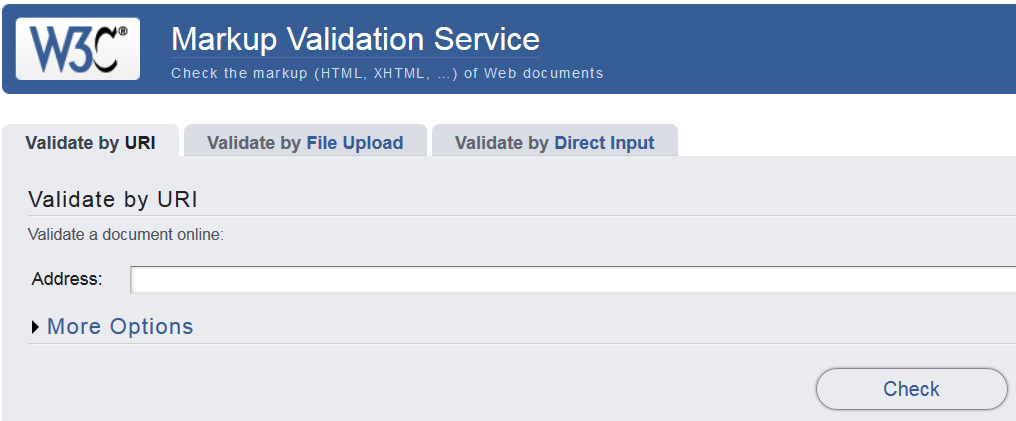 W3C®
Markup Validation Service
Check the markup (HTML, XHTML, …) of Web documents
Validate by URI
Validate by File Upload
Validate by Direct Input
Validate by URI
Validate a document online:
Address:
More Options
Check